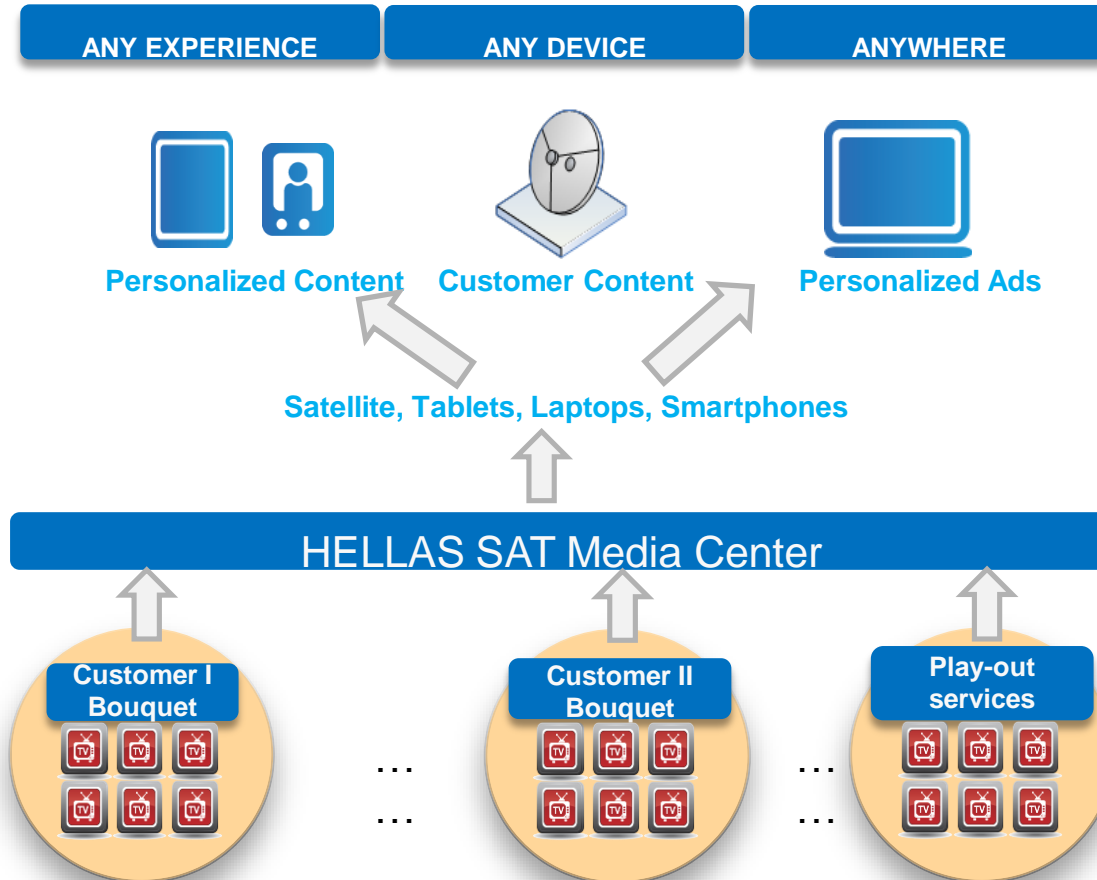 ANY EXPERIENCE
ANY DEVICE
ANYWHERE
Personalized Content
Customer Content
Personalized Ads
Satellite, Tablets, Laptops, Smartphones
HELLAS SAT Media Center
Customer I
Bouquet
Customer II
Bouquet
Play-out
services
TV TV TV
TV TV TV
...
...
TV TV TV
TV TV TV
...
...
TV TV TV
TV TV TV